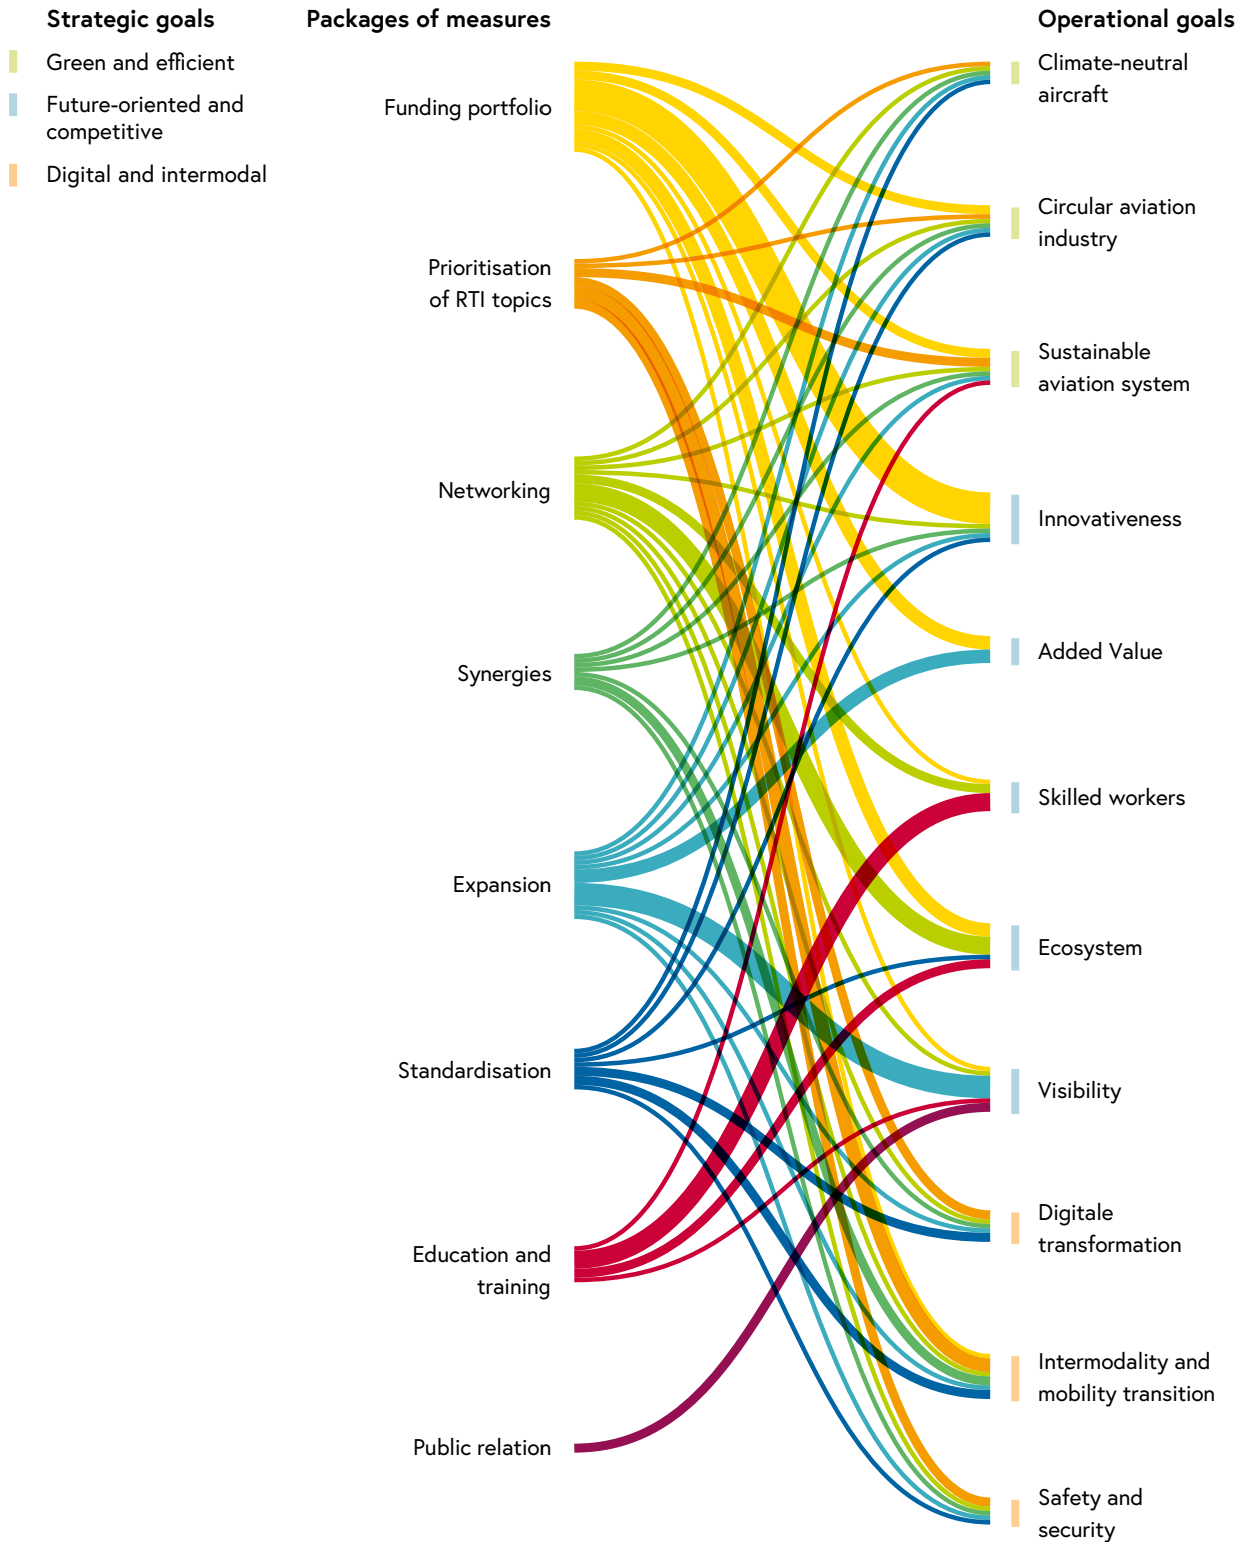 Strategic goals
Green and efficient
Future-oriented and
competitive
Digital and intermodal
Packages of measures
Funding portfolio
Prioritisation
of RTI topics
Networking
Synergies
Expansion
Standardisation
Education and
training
Public relation
Operational goals
Climate-neutral
aircraft
Circular aviation
industry
Sustainable
aviation system
Innovativeness
Added Value
Skilled workers
Ecosystem
Visibility
Digitale
transformation
Intermodality and
mobility transition
Safety and
security